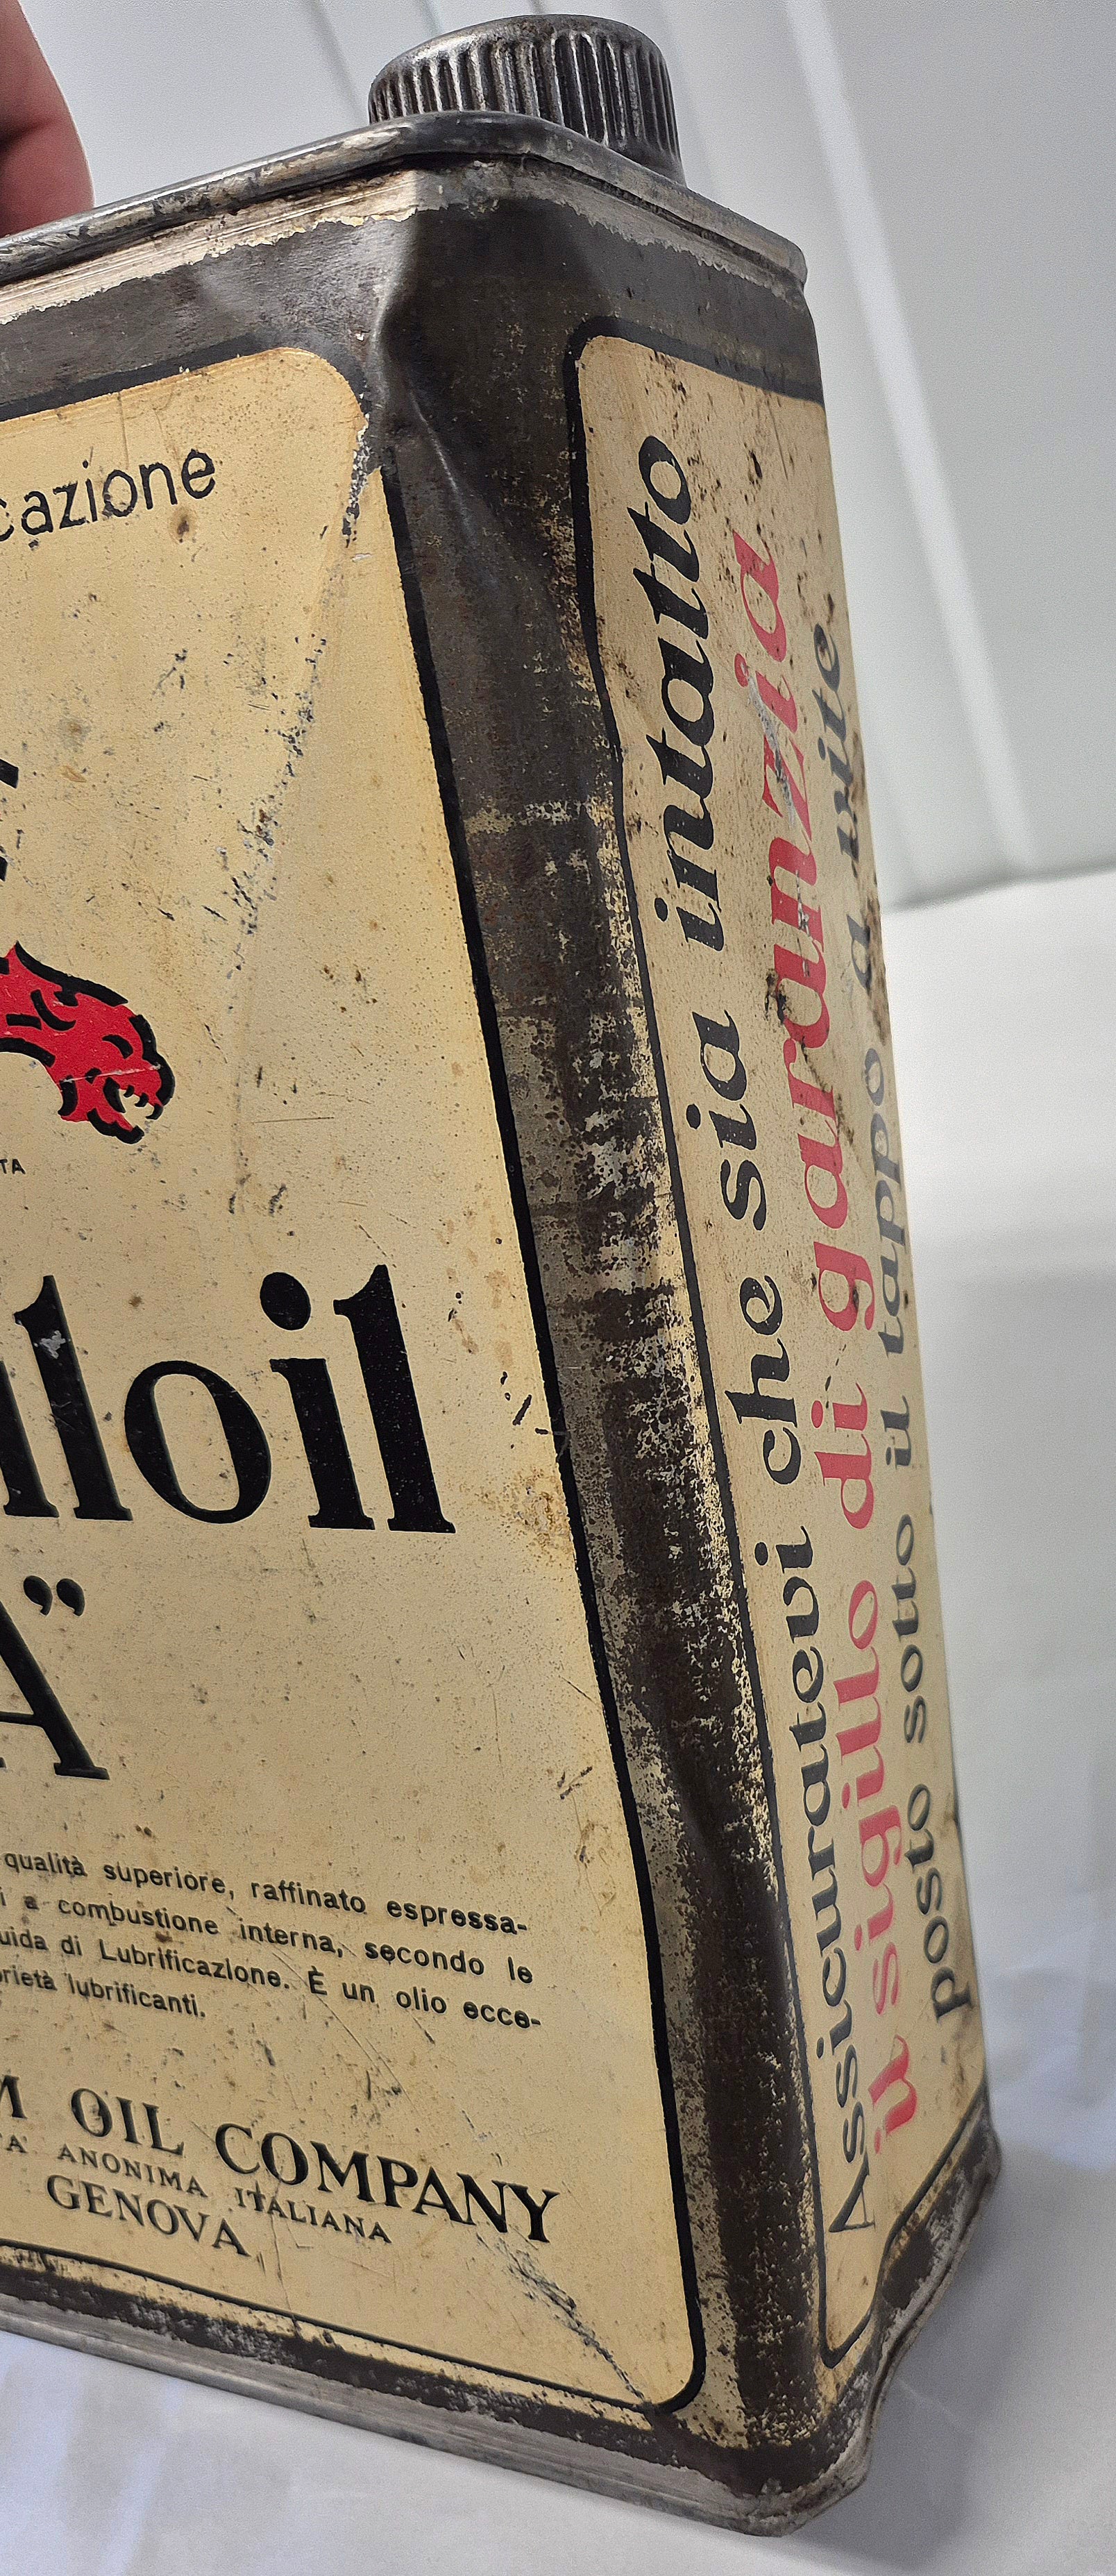 cazione
TA
loil
A”
qualità superiore, raffinato espressa-
i a combustione interna, secondo le
uida di Lubrificazione. È un olio ecce-
rietà lubrificanti.
M OIL COMPANY
A ANONIMA ITALIANA
GENOVA
Assicuratevi che sia intatto
il sigillo di garanzia
posto sotto il tappo a vite